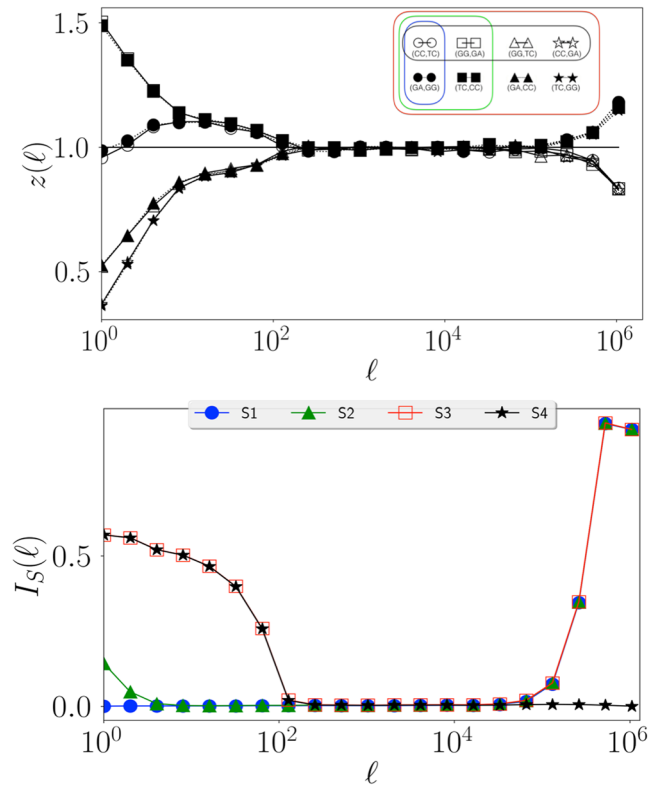 1.5
(CC,TC) (GG,GA) (GG,TC) (CC,GA)
(GA,GG) (TC,CC) (GA,CC) (TC,GG)
z(ℓ)
1.0
0.5
10⁰ 10² 10⁴ 10⁶
ℓ
S1 S2 S3 S4
I_S(ℓ)
0.5
0.0
10⁰ 10² 10⁴ 10⁶
ℓ